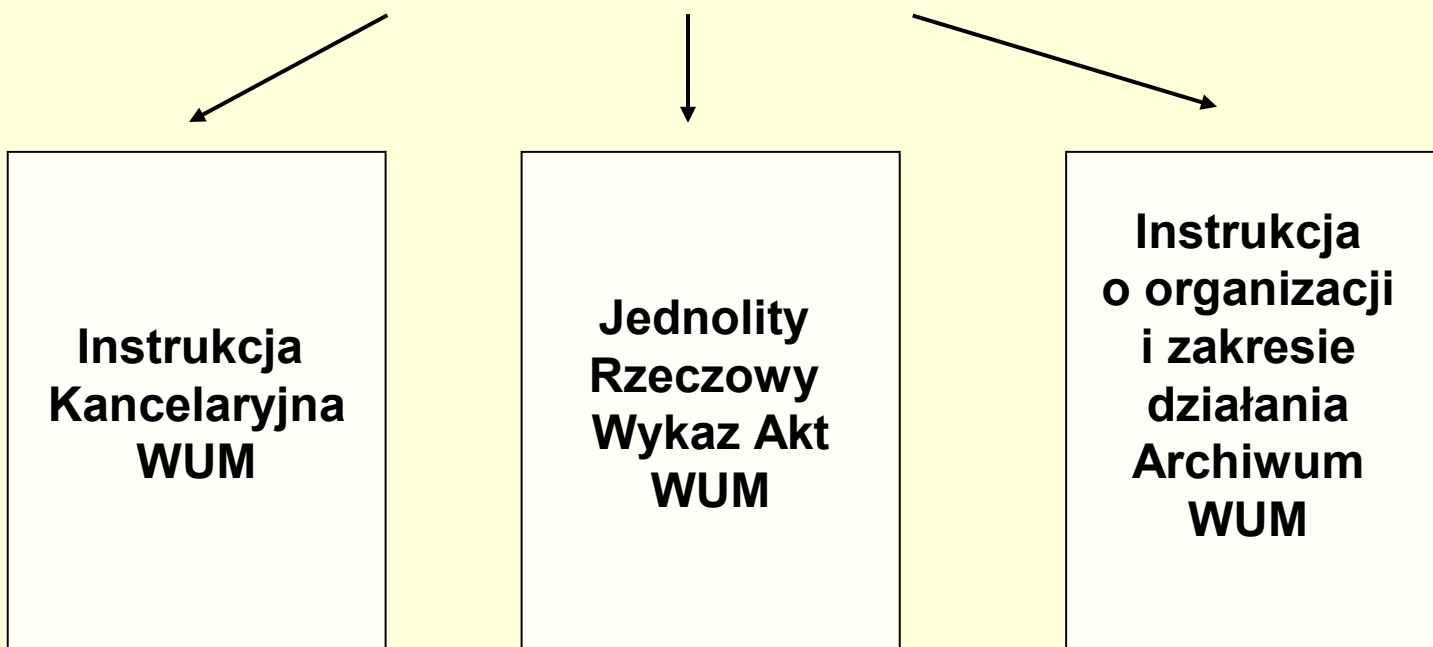 Instrukcja
Kancelaryjna
WUM
Jednolity
Rzeczowy
Wykaz Akt
WUM
Instrukcja
o organizacji
i zakresie
działania
Archiwum
WUM